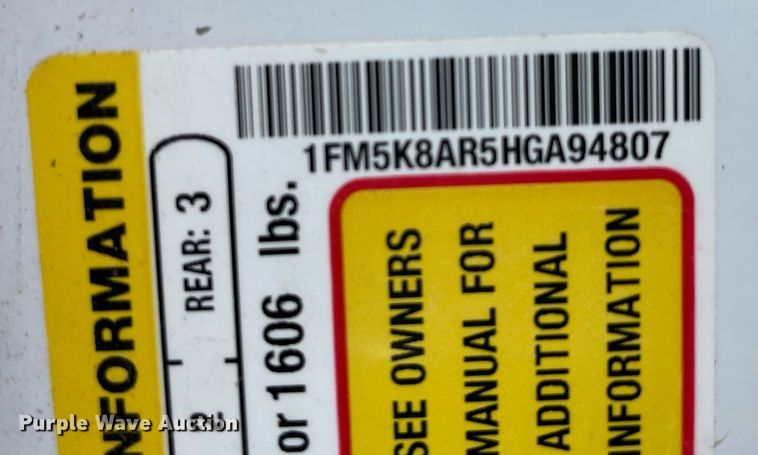 1FM5K8AR5HGA94807
NFORMATION
REAR: 3
or 1606 lbs.
SEE OWNERS
MANUAL FOR
ADDITIONAL
INFORMATION
Purple Wave Auction